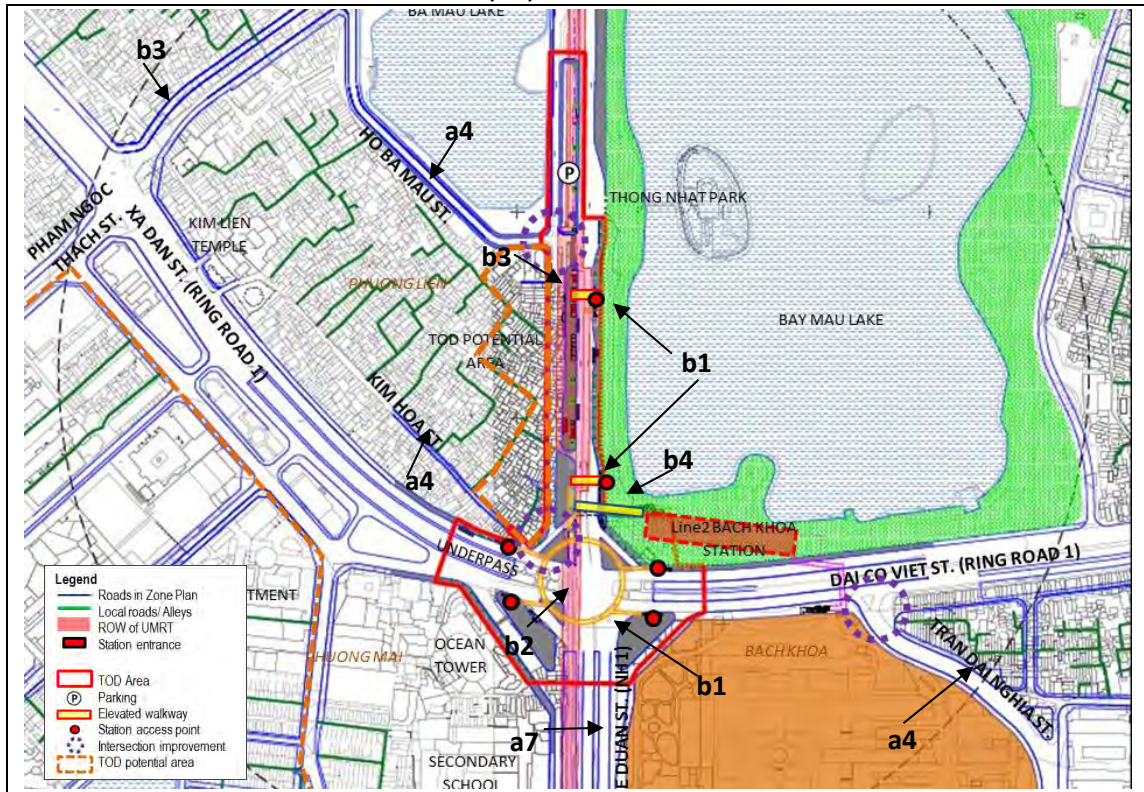 BA MAU LAKE
b3
a4
HO BA MAU ST.
P
THONG NHAT PARK
PHAM NGOC
THACH ST.
XA DAN ST. (RING ROAD 1)
KIM LIEN
TEMPLE
b3
PHUONG LIEN
BAY MAU LAKE
TOD POTENTIAL
AREA
b1
KIM HOA ST.
b4
a4
Line2 BACH KHOA
STATION
UNDERPASS
DAI CO VIET ST. (RING ROAD 1)
Legend
Roads in Zone Plan
Local roads/ Alleys
ROW of UMRT
Station entrance
TOD Area
P
Parking
Elevated walkway
Station access point
Intersection improvement
TOD potential area
TMENT
PHUONG MAI
OCEAN
TOWER
b2
b1
BACH KHOA
TRAN DAI NGHIA ST.
a7
E DUAN ST. (NH1)
a4
SECONDARY
SCHOOL